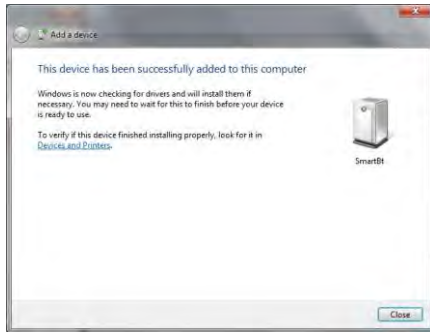 Add a device
This device has been successfully added to this computer
Windows is now checking for drivers and will install them if
necessary. You may need to wait for this to finish before your device
is ready to use.
To verify if this device finished installing properly, look for it in
Devices and Printers.
SmartBt
Close